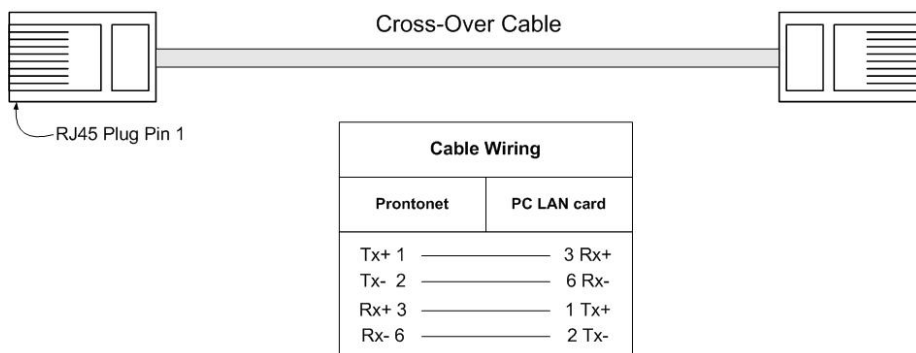 Cross-Over Cable
RJ45 Plug Pin 1
Cable Wiring
Prontonet PC LAN card
Tx+ 1 3 Rx+
Tx- 2 6 Rx-
Rx+ 3 1 Tx+
Rx- 6 2 Tx-